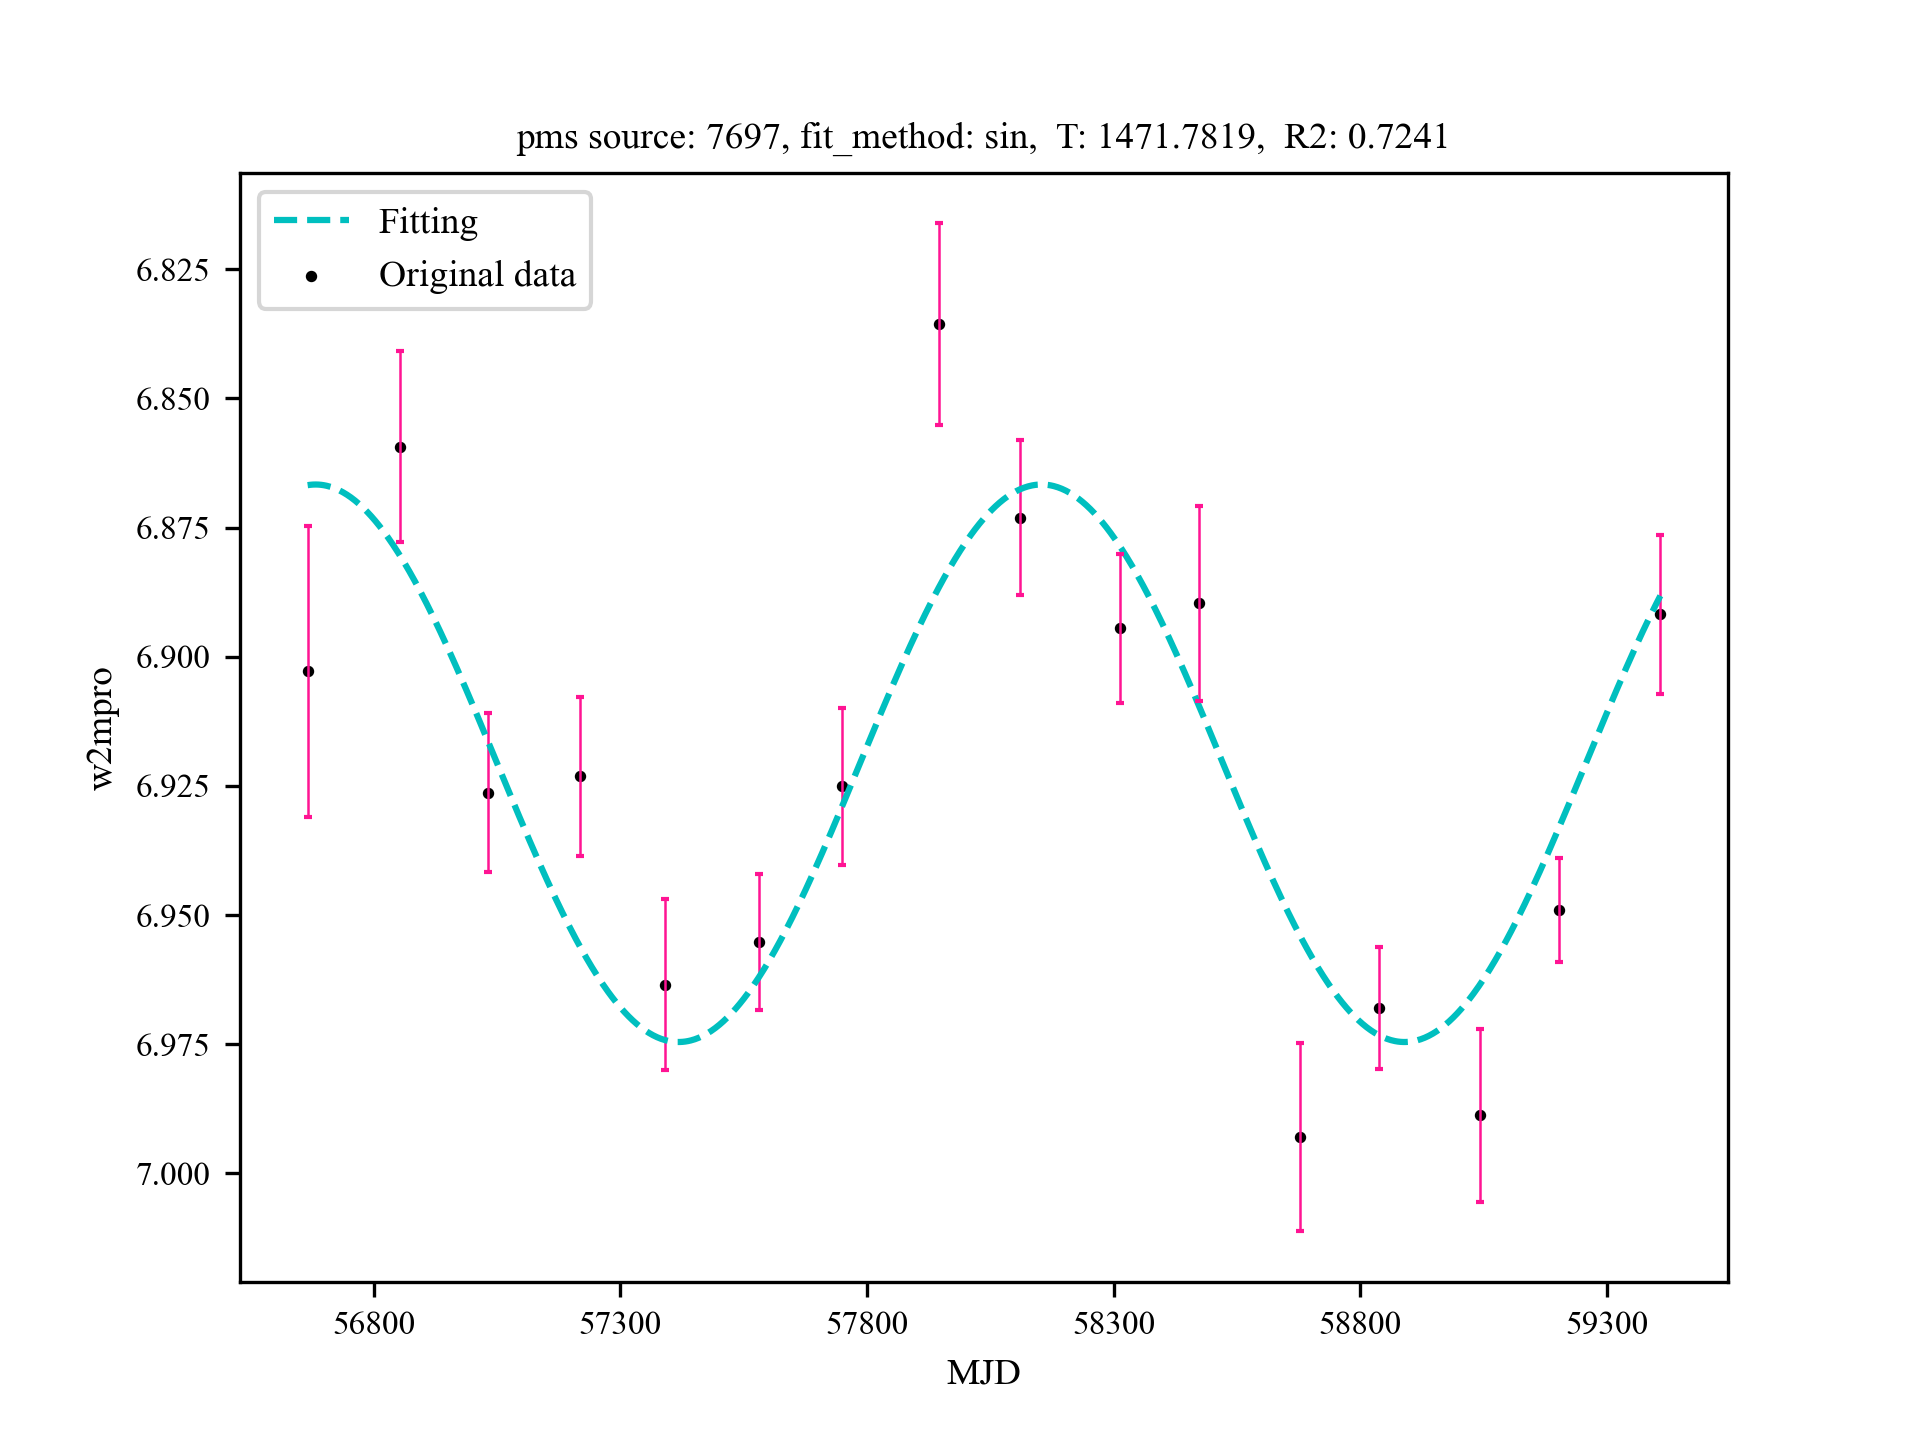 pms source: 7697, fit_method: sin,  T: 1471.7819,  R2: 0.7241
Fitting
Original data
6.825
6.850
6.875
6.900
6.925
6.950
6.975
7.000
w2mpro
56800 57300 57800 58300 58800 59300
MJD